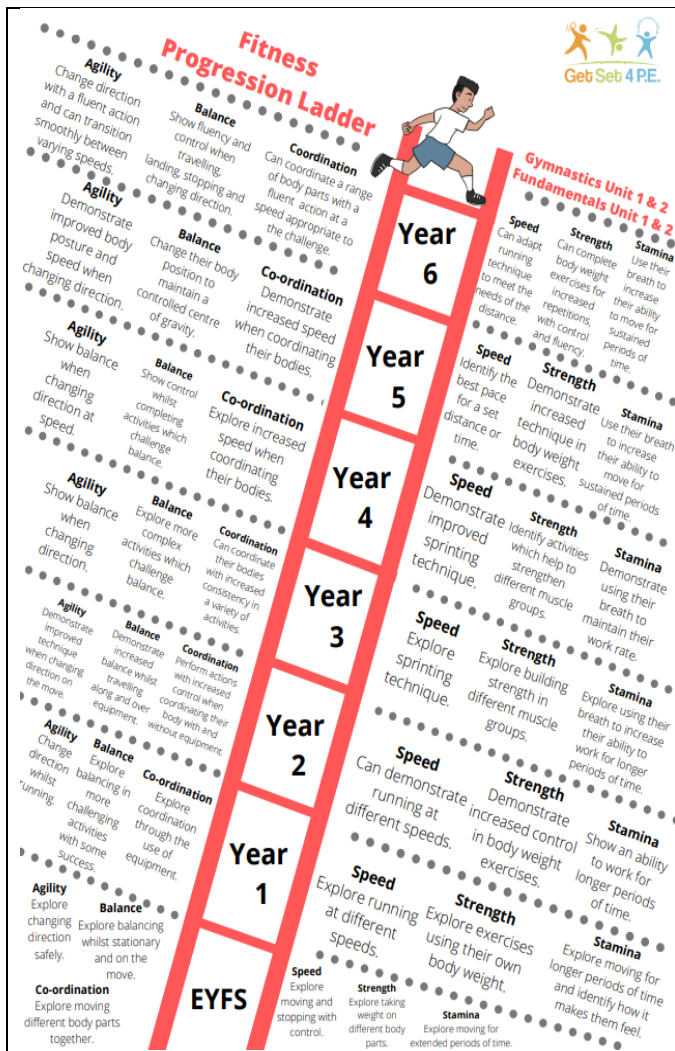 Fitness
Progression Ladder
Get Set 4 P.E.
Gymnastics Unit 1 & 2
Fundamentals Unit 1 & 2
Agility
Change direction
with a fluent action
and can transition
smoothly between
varying speeds.
Balance
Show fluency and
control when
travelling,
landing, stopping and
changing direction.
Coordination
Can coordinate a range
of body parts with a
fluent action at a
speed appropriate to
the challenge.
Year
6
Speed
Can adapt
running
technique
to meet the
needs of the
distance.
Strength
Can complete
body weight
exercises for
increased
repetitions,
with control
and fluency.
Stamina
Use their
breath to
increase
their ability
to move for
sustained
periods of
time.
Agility
Demonstrate
improved body
posture and
speed when
changing direction.
Balance
Change their body
position to
maintain a
controlled centre
of gravity.
Co-ordination
Demonstrate
increased speed
when coordinating
their bodies.
Year
5
Speed
Identify the
best pace
for a set
distance or
time.
Strength
Demonstrate
increased
technique in
body weight
exercises.
Stamina
Use their breath
to increase
their ability to
move for
sustained periods
of time.
Agility
Show balance
when
changing
direction at
speed.
Balance
Show control
whilst
completing
activities which
challenge
balance.
Co-ordination
Explore increased
speed when
coordinating
their bodies.
Year
4
Speed
Demonstrate
improved
sprinting
technique.
Strength
Identify activities
which help to
strengthen
different muscle
groups.
Stamina
Demonstrate
using their
breath to
maintain their
work rate.
Agility
Show balance
when
changing
direction.
Balance
Explore more
complex
activities which
challenge
balance.
Coordination
Can coordinate
their bodies
with increased
consistency in
a variety of
activities.
Year
3
Speed
Explore
sprinting
technique.
Strength
Explore building
strength in
different muscle
groups.
Stamina
Explore using their
breath to increase
their ability to
work for longer
periods of time.
Agility
Demonstrate
improved
technique
when changing
direction on
the move.
Balance
Demonstrate
increased
balance whilst
travelling
along and over
equipment.
Coordination
Perform actions
with increased
control when
coordinating their
body with and
without equipment.
Year
2
Speed
Can demonstrate
running at
different speeds.
Strength
Demonstrate
increased control
in body weight
exercises.
Stamina
Show an ability
to work for
longer periods
of time.
Agility
Change
direction
whilst
running.
Balance
Explore
balancing in
more
challenging
activities
with some
success.
Co-ordination
Explore
coordination
through the
use of
equipment.
Year
1
Speed
Explore running
at different
speeds.
Strength
Explore exercises
using their own
body weight.
Stamina
Explore moving for
longer periods of time
and identify how it
makes them feel.
Agility
Explore
changing
direction
safely.
Balance
Explore balancing
whilst stationary
and on the
move.
Co-ordination
Explore moving
different body parts
together.
EYFS
Speed
Explore
moving and
stopping with
control.
Strength
Explore taking
weight on
different body
parts.
Stamina
Explore moving for
extended periods of time.